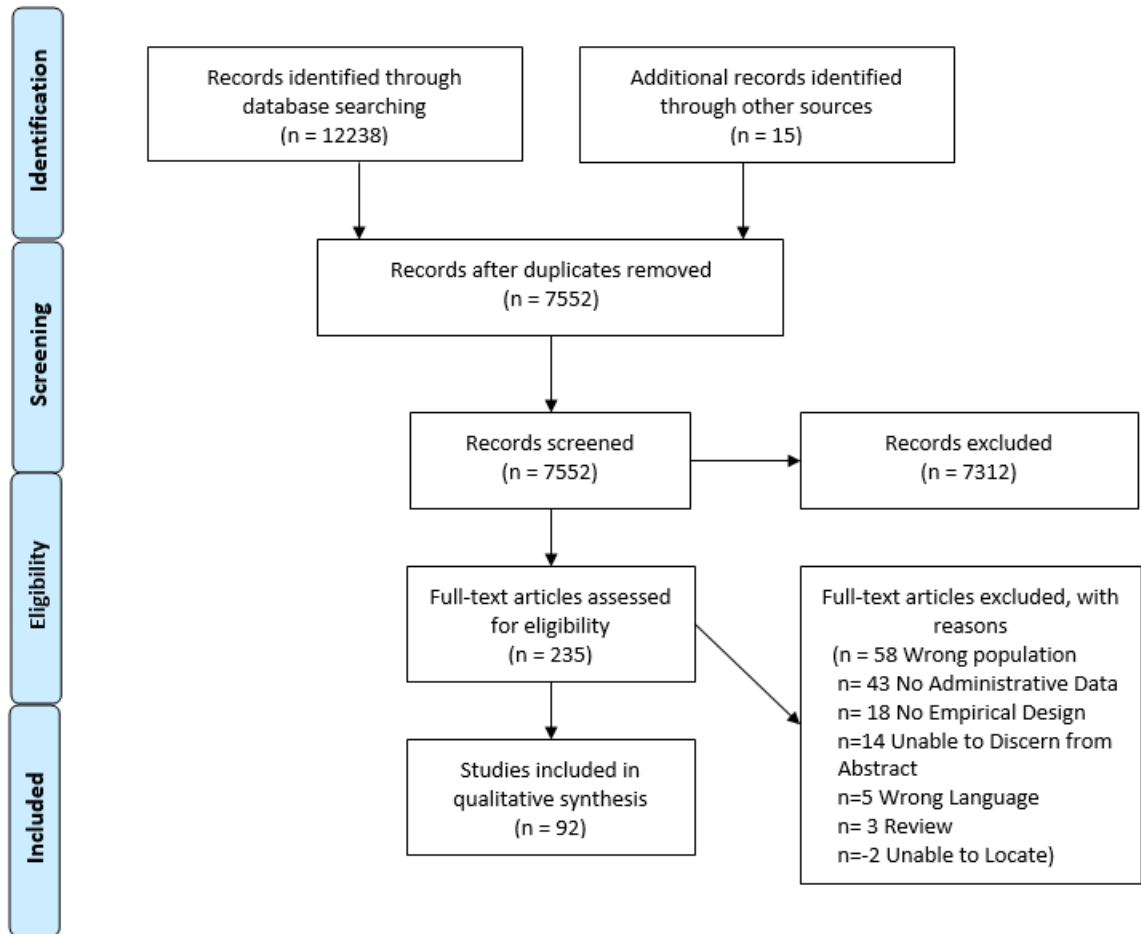 Identification
Records identified through
database searching
(n = 12238)
Additional records identified
through other sources
(n = 15)
Screening
Records after duplicates removed
(n = 7552)
Records screened
(n = 7552)
Records excluded
(n = 7312)
Eligibility
Full-text articles assessed
for eligibility
(n = 235)
Full-text articles excluded, with
reasons
(n = 58 Wrong population
n= 43 No Administrative Data
n= 18 No Empirical Design
n=14 Unable to Discern from
Abstract
n=5 Wrong Language
n= 3 Review
n=-2 Unable to Locate)
Included
Studies included in
qualitative synthesis
(n = 92)